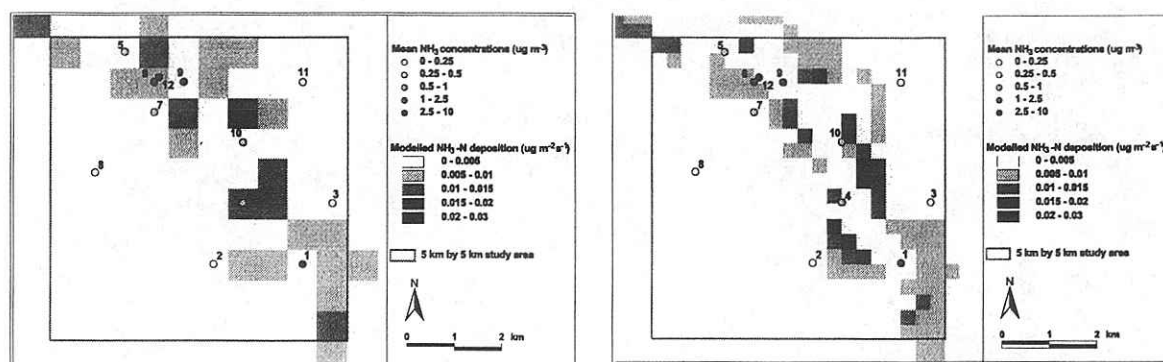 Mean NH₃ concentrations (ug m⁻³)
0 - 0.25
0.25 - 0.5
0.5 - 1
1 - 2.5
2.5 - 10
Modelled NH₃-N deposition (ug m⁻²s⁻¹)
0 - 0.005
0.005 - 0.01
0.01 - 0.015
0.015 - 0.02
0.02 - 0.03
5 km by 5 km study area
N
0 1 2
km
5
9
12
11
7
10
8
3
2
1
Mean NH₃ concentrations (ug m⁻³)
0 - 0.25
0.25 - 0.5
0.5 - 1
1 - 2.5
2.5 - 10
Modelled NH₃-N deposition (ug m⁻²s⁻¹)
0 - 0.005
0.005 - 0.01
0.01 - 0.015
0.015 - 0.02
0.02 - 0.03
5 km by 5 km study area
N
0 1 2
km
5
9
12
11
7
10
4
3
2
1